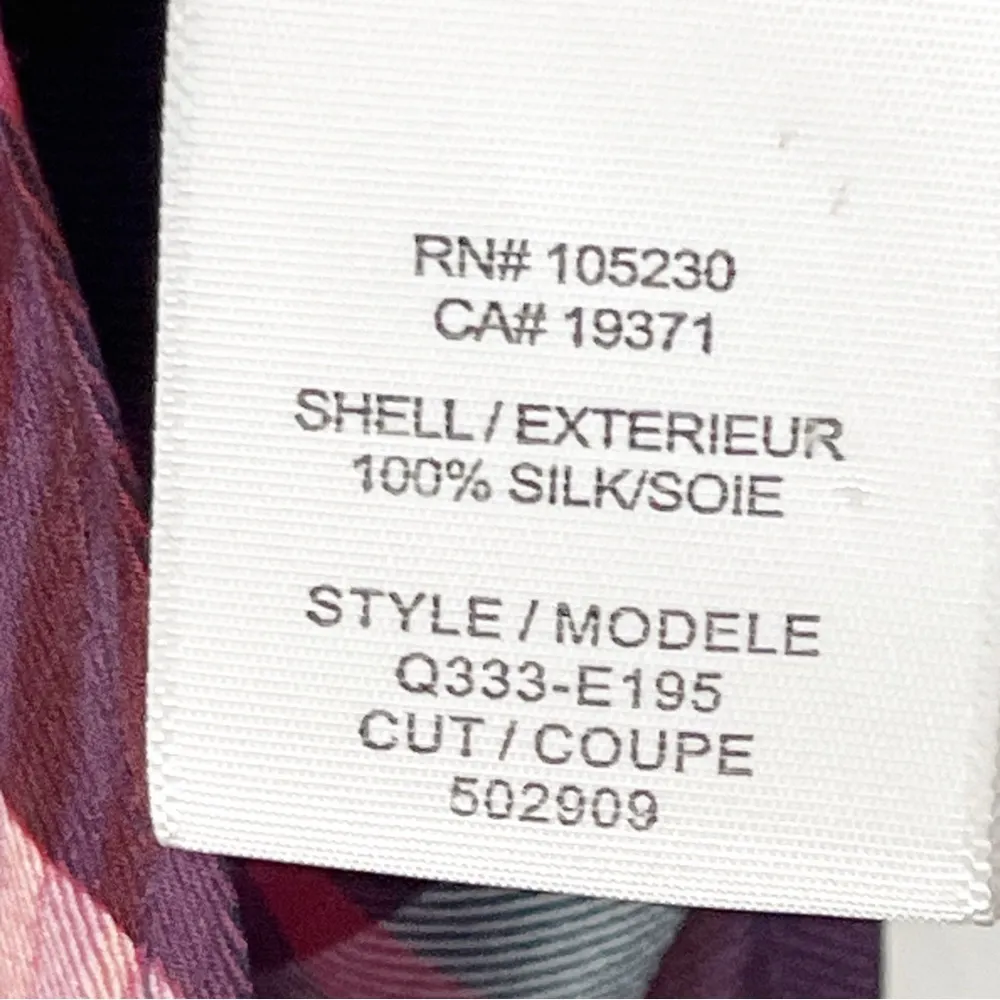 RN# 105230
CA# 19371
SHELL / EXTERIEUR
100% SILK/SOIE
STYLE / MODELE
Q333-E195
CUT / COUPE
502909